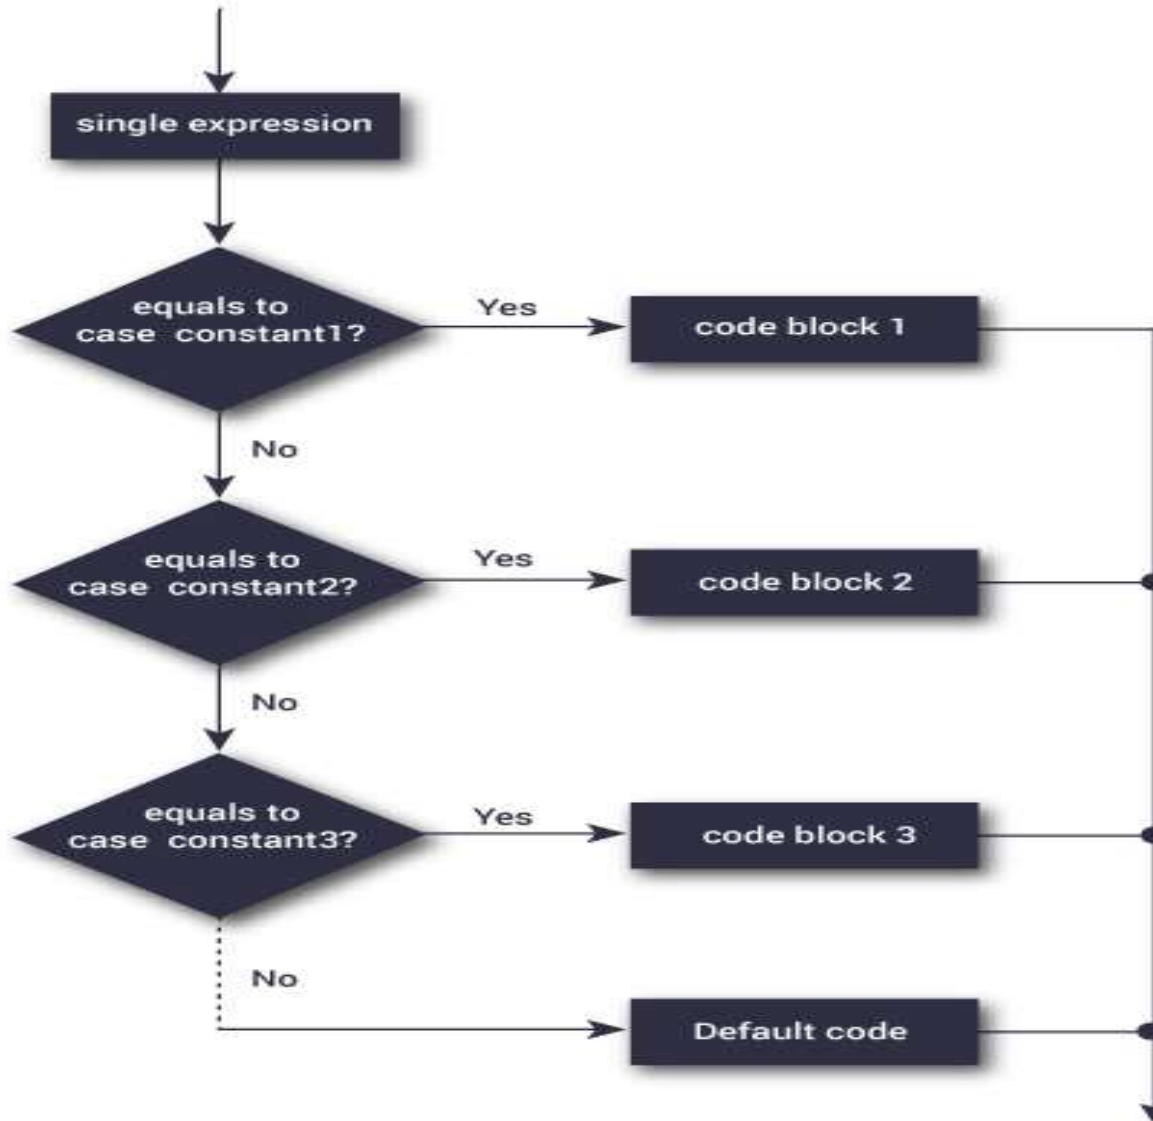 single expression
equals to
case constant1?
Yes
code block 1
No
equals to
case constant2?
Yes
code block 2
No
equals to
case constant3?
Yes
code block 3
No
Default code